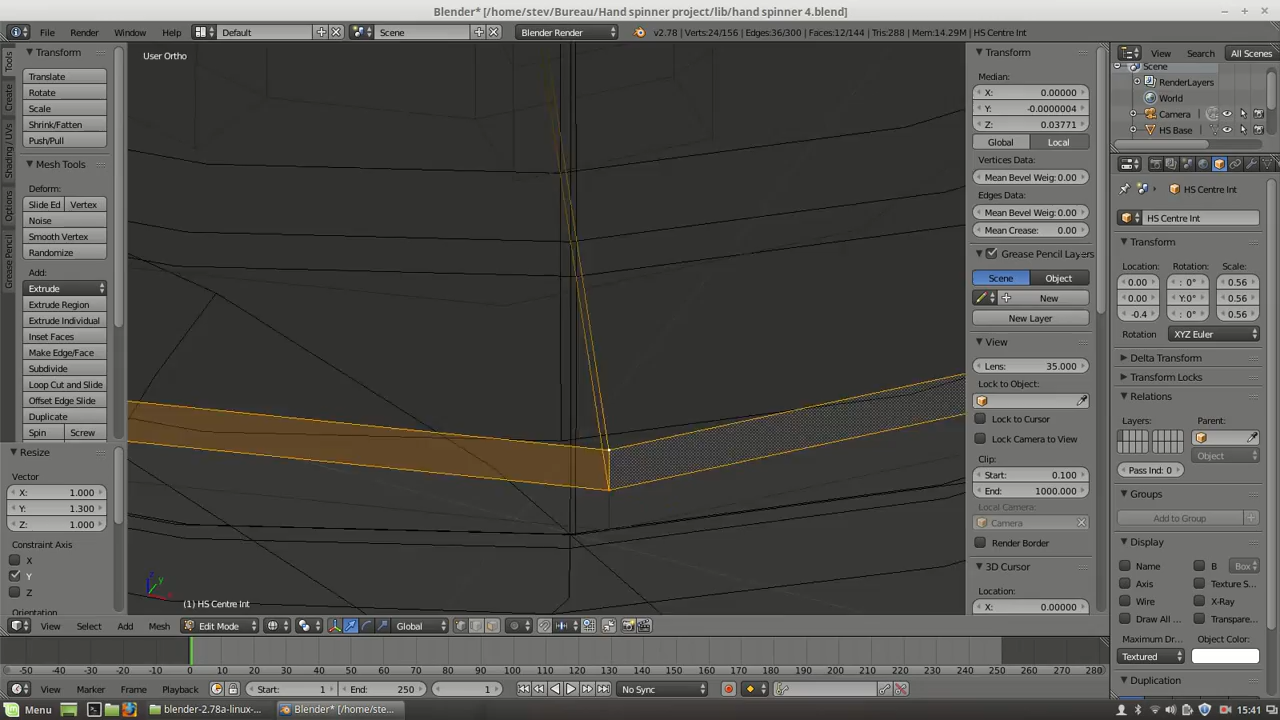 Blender* [/home/stev/Bureau/Hand spinner project/lib/hand spinner 4.blend]
File Render Window Help Default Scene Blender Render v2.78 | Verts:24/156 | Edges:36/300 | Faces:12/144 | Tris:288 | Mem:14.29M | HS Centre Int
Tools
Create
Shading / UVs
Options
Grease Pencil
Transform
Translate
Rotate
Scale
Shrink/Fatten
Push/Pull
Mesh Tools
Deform:
Slide Ed Vertex
Noise
Smooth Vertex
Randomize
Add:
Extrude
Extrude Region
Extrude Individual
Inset Faces
Make Edge/Face
Subdivide
Loop Cut and Slide
Offset Edge Slide
Duplicate
Spin Screw
Resize
Vector
X: 1.000
Y: 1.300
Z: 1.000
Constraint Axis
X
Y
Z
Orientation
User Ortho
(1) HS Centre Int
Transform
Median:
X: 0.00000
Y: -0.0000004
Z: 0.03771
Global Local
Vertices Data:
Mean Bevel Weig: 0.00
Edges Data:
Mean Bevel Weig: 0.00
Mean Crease: 0.00
Grease Pencil Layers
Scene Object
New
New Layer
View
Lens: 35.000
Lock to Object:
Lock to Cursor
Lock Camera to View
Clip:
Start: 0.100
End: 1000.000
Local Camera:
Camera
Render Border
3D Cursor
Location:
X: 0.00000
View Search All Scenes
Scene
RenderLayers
World
Camera
HS Base
HS Centre Int
HS Centre Int
Transform
Location: Rotation: Scale:
0.00 : 0° 0.56
0.00 Y:0° 0.56
-0.4 : 0° 0.56
Rotation XYZ Euler
Delta Transform
Transform Locks
Relations
Layers: Parent:
Object
Pass Ind: 0
Groups
Add to Group
Display
Name B Box
Axis Texture S...
Wire X-Ray
Draw All ... Transpare...
Maximum Dr... Object Color:
Textured
Duplication
View Select Add Mesh Edit Mode Global
-50 -40 -30 -20 -10 0 10 20 30 40 50 60 70 80 90 100 110 120 130 140 150 160 170 180 190 200 210 220 230 240 250 260 270 280
View Marker Frame Playback Start: 1 End: 250 1 No Sync
Menu blender-2.78a-linux-... Blender* [/home/ste... 15:41